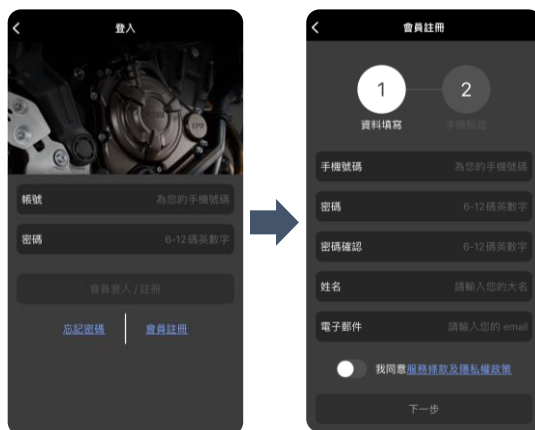 登入
YAMAHA
帳號
為您的手機號碼
密碼
6-12碼英數字
會員登入 / 註冊
忘記密碼
會員註冊
會員註冊
1
2
資料填寫
手機驗證
手機號碼
為您的手機號碼
密碼
6-12碼英數字
密碼確認
6-12碼英數字
姓名
請輸入您的大名
電子郵件
請輸入您的 email
我同意服務條款及隱私權政策
下一步